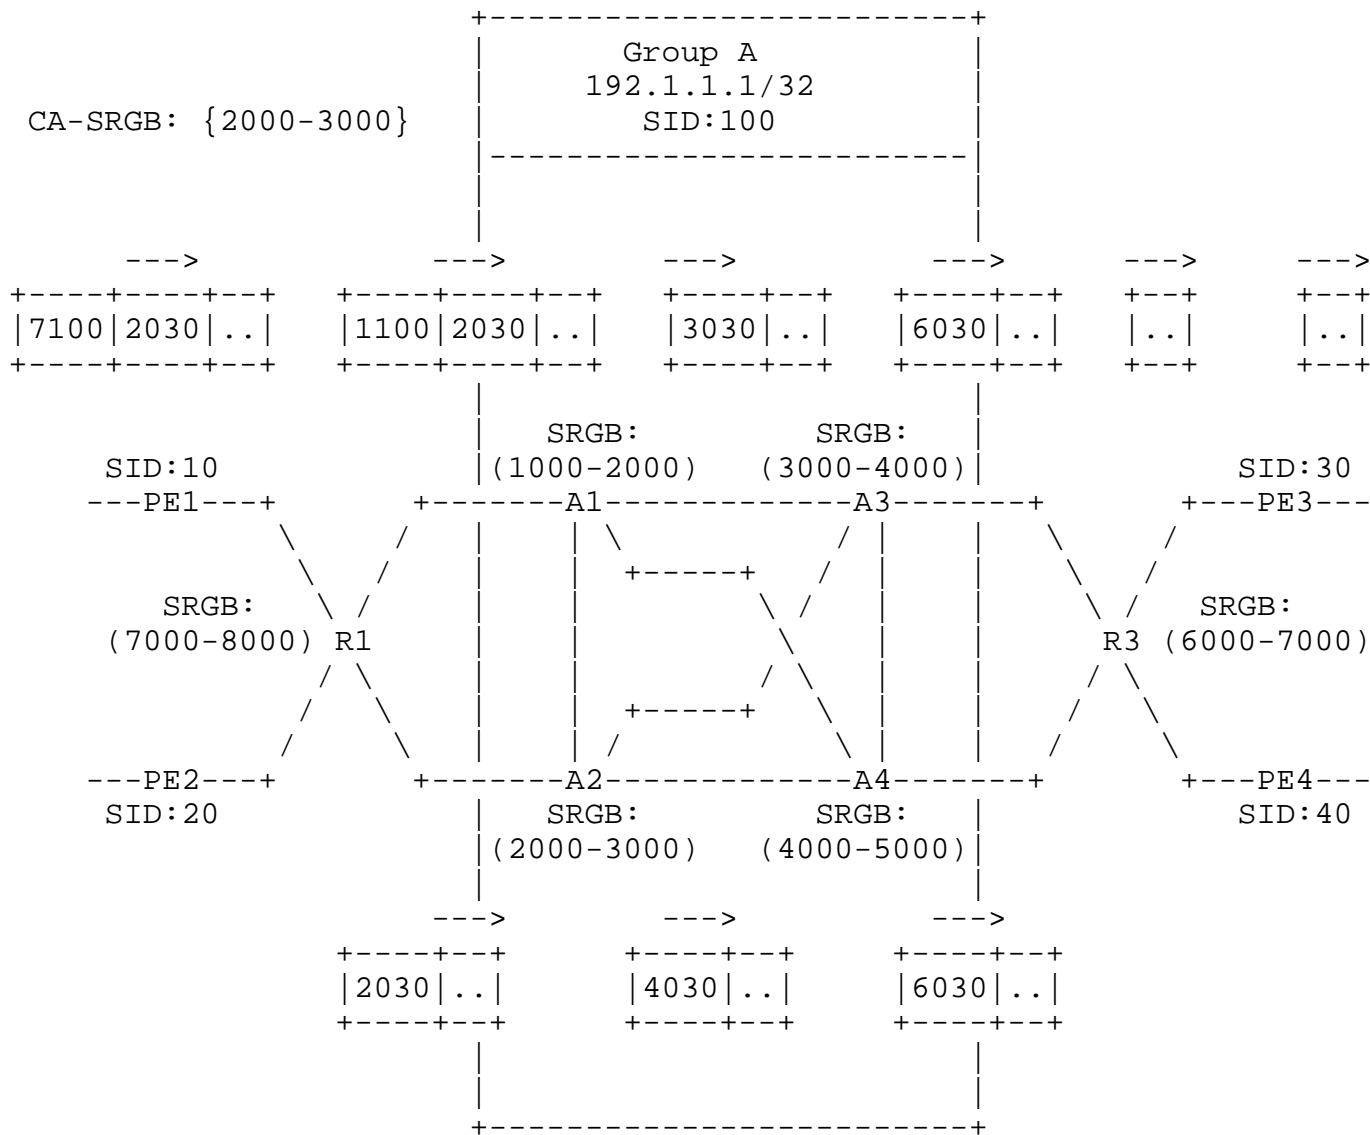 Group A
192.1.1.1/32
CA-SRGB: {2000-3000} SID:100
---> ---> ---> ---> ---> --->
|7100|2030|..| |1100|2030|..| |3030|..| |6030|..| |..| |..|
SRGB: SRGB:
SID:10 (1000-2000) (3000-4000) SID:30
---PE1---+ A1 A3 +---PE3---
SRGB: SRGB:
(7000-8000) R1 R3 (6000-7000)
---PE2---+ A2 A4 +---PE4---
SID:20 SRGB: SRGB: SID:40
(2000-3000) (4000-5000)
---> ---> --->
|2030|..| |4030|..| |6030|..|